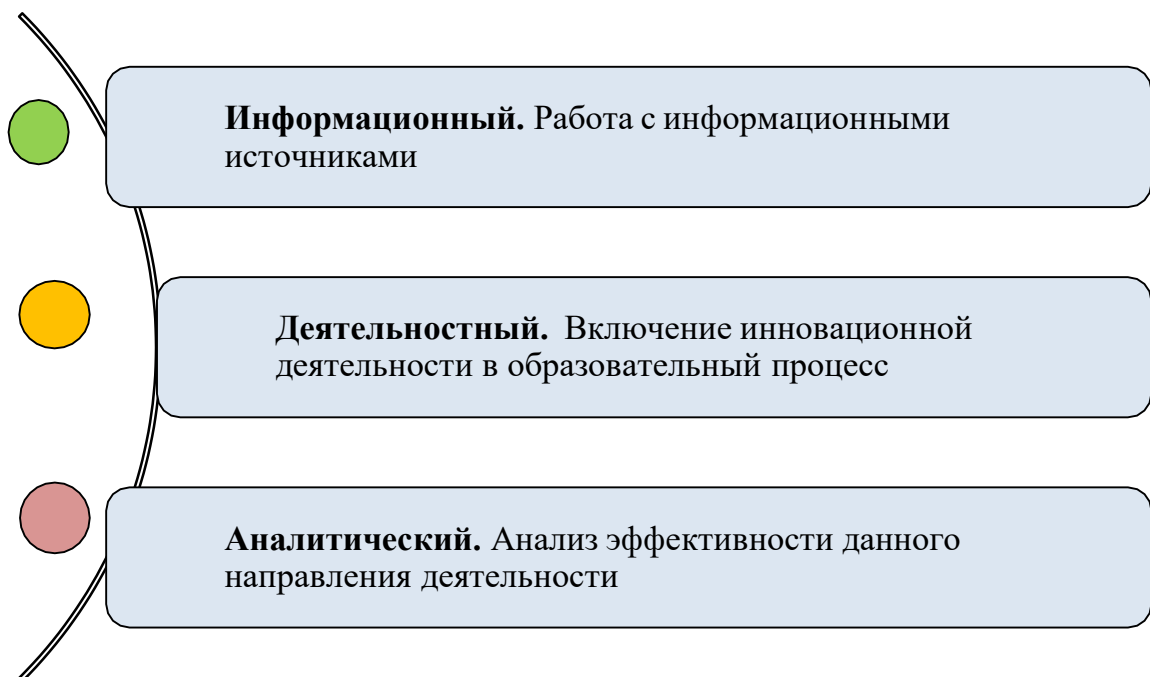 Информационный. Работа с информационными
источниками
Деятельностный. Включение инновационной
деятельности в образовательный процесс
Аналитический. Анализ эффективности данного
направления деятельности